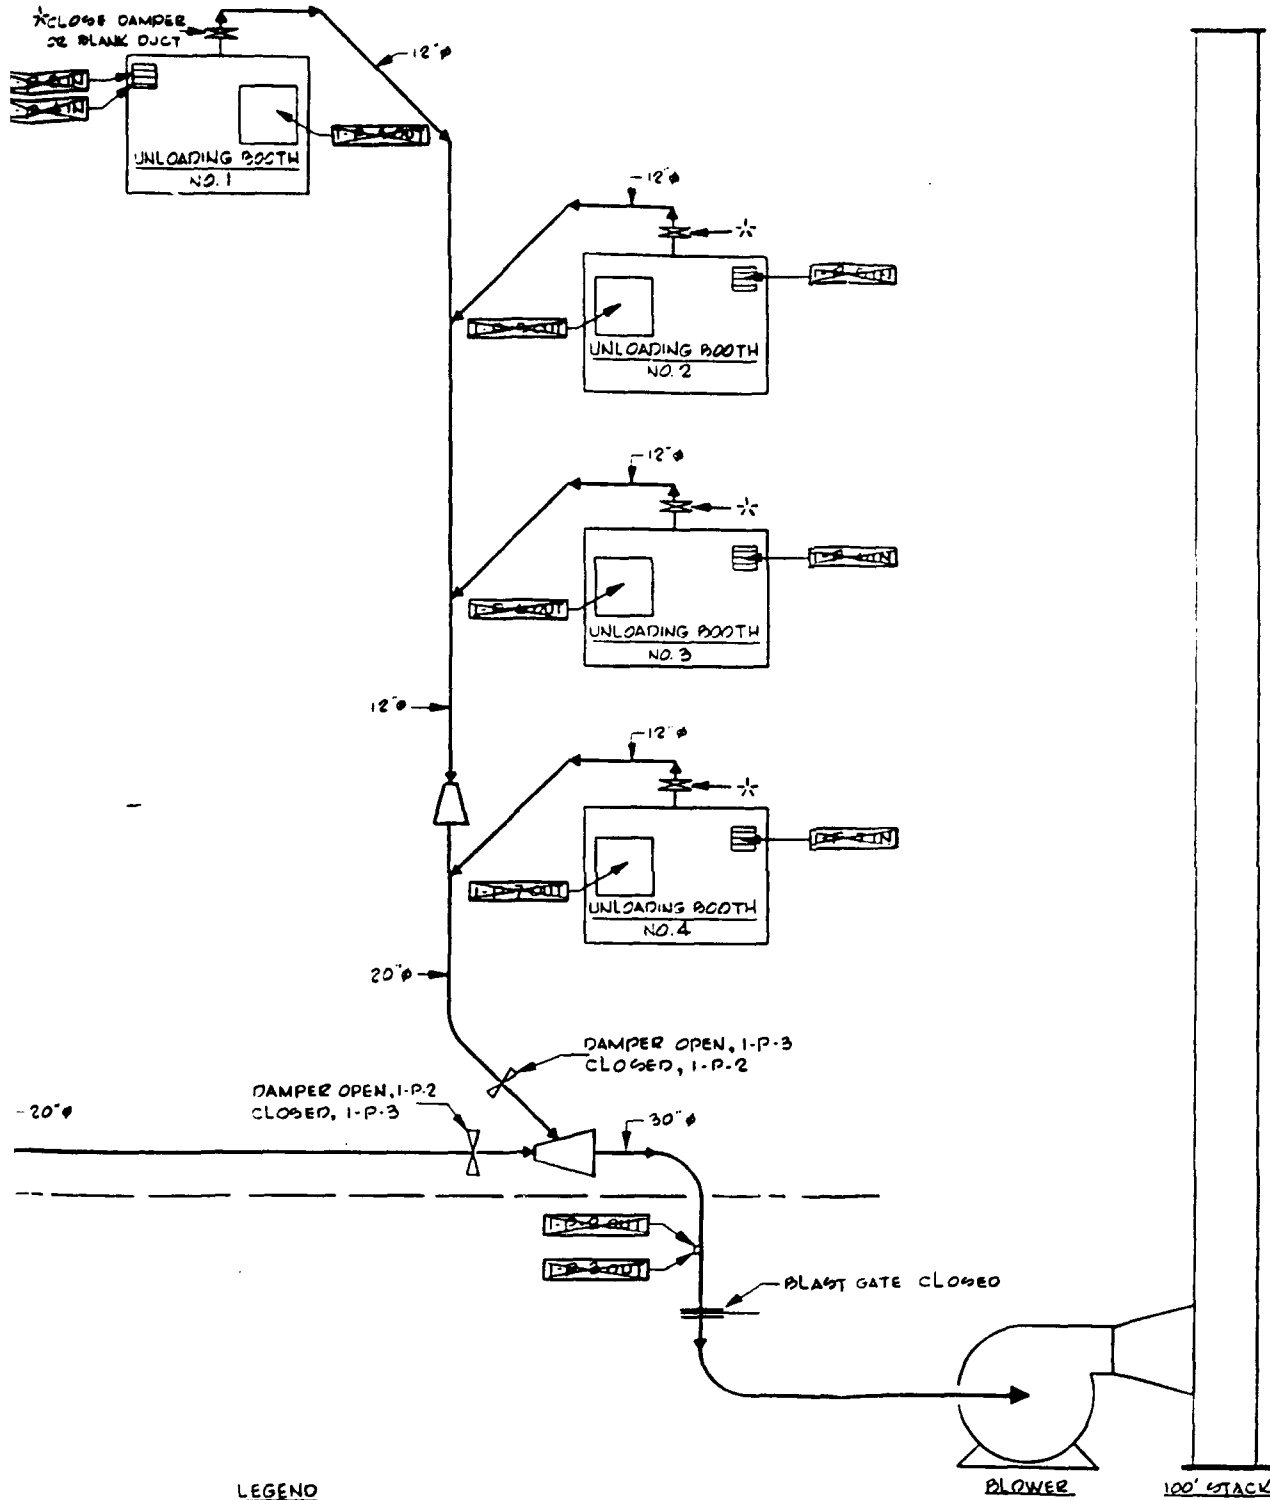 *CLOSE DAMPER
OR BLANK DUCT
12"ø
UNLOADING BOOTH
NO. 1
12"ø
*
UNLOADING BOOTH
NO. 2
12"ø
*
UNLOADING BOOTH
NO. 3
12"ø
12"ø
*
UNLOADING BOOTH
NO. 4
20"ø
DAMPER OPEN, 1-P-3
CLOSED, 1-P-2
DAMPER OPEN, 1-P-2
CLOSED, 1-P-3
20"ø
30"ø
BLAST GATE CLOSED
BLOWER
100' STACK
LEGEND